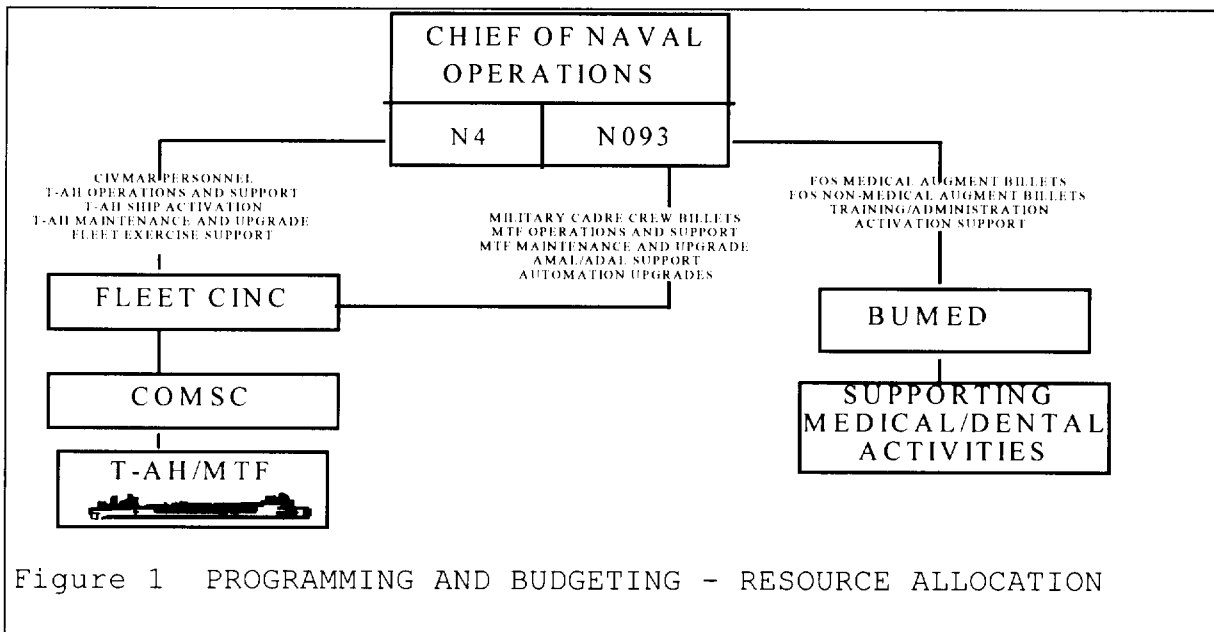 CHIEF OF NAVAL
OPERATIONS
N4
N093
CIVMAR PERSONNEL
T-AH OPERATIONS AND SUPPORT
T-AH SHIP ACTIVATION
T-AH MAINTENANCE AND UPGRADE
FLEET EXERCISE SUPPORT
MILITARY CADRE CREW BILLETS
MTF OPERATIONS AND SUPPORT
MTF MAINTENANCE AND UPGRADE
AMAL/ADAL SUPPORT
AUTOMATION UPGRADES
FOS MEDICAL AUGMENT BILLETS
FOS NON-MEDICAL AUGMENT BILLETS
TRAINING/ADMINISTRATION
ACTIVATION SUPPORT
FLEET CINC
BUMED
COMSC
SUPPORTING
MEDICAL/DENTAL
ACTIVITIES
T-AH/MTF
Figure 1 PROGRAMMING AND BUDGETING - RESOURCE ALLOCATION